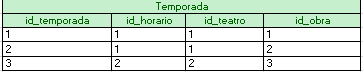 Temporada
id_temporada id_horario id_teatro id_obra
1 1 1 1
2 1 1 2
3 2 2 3